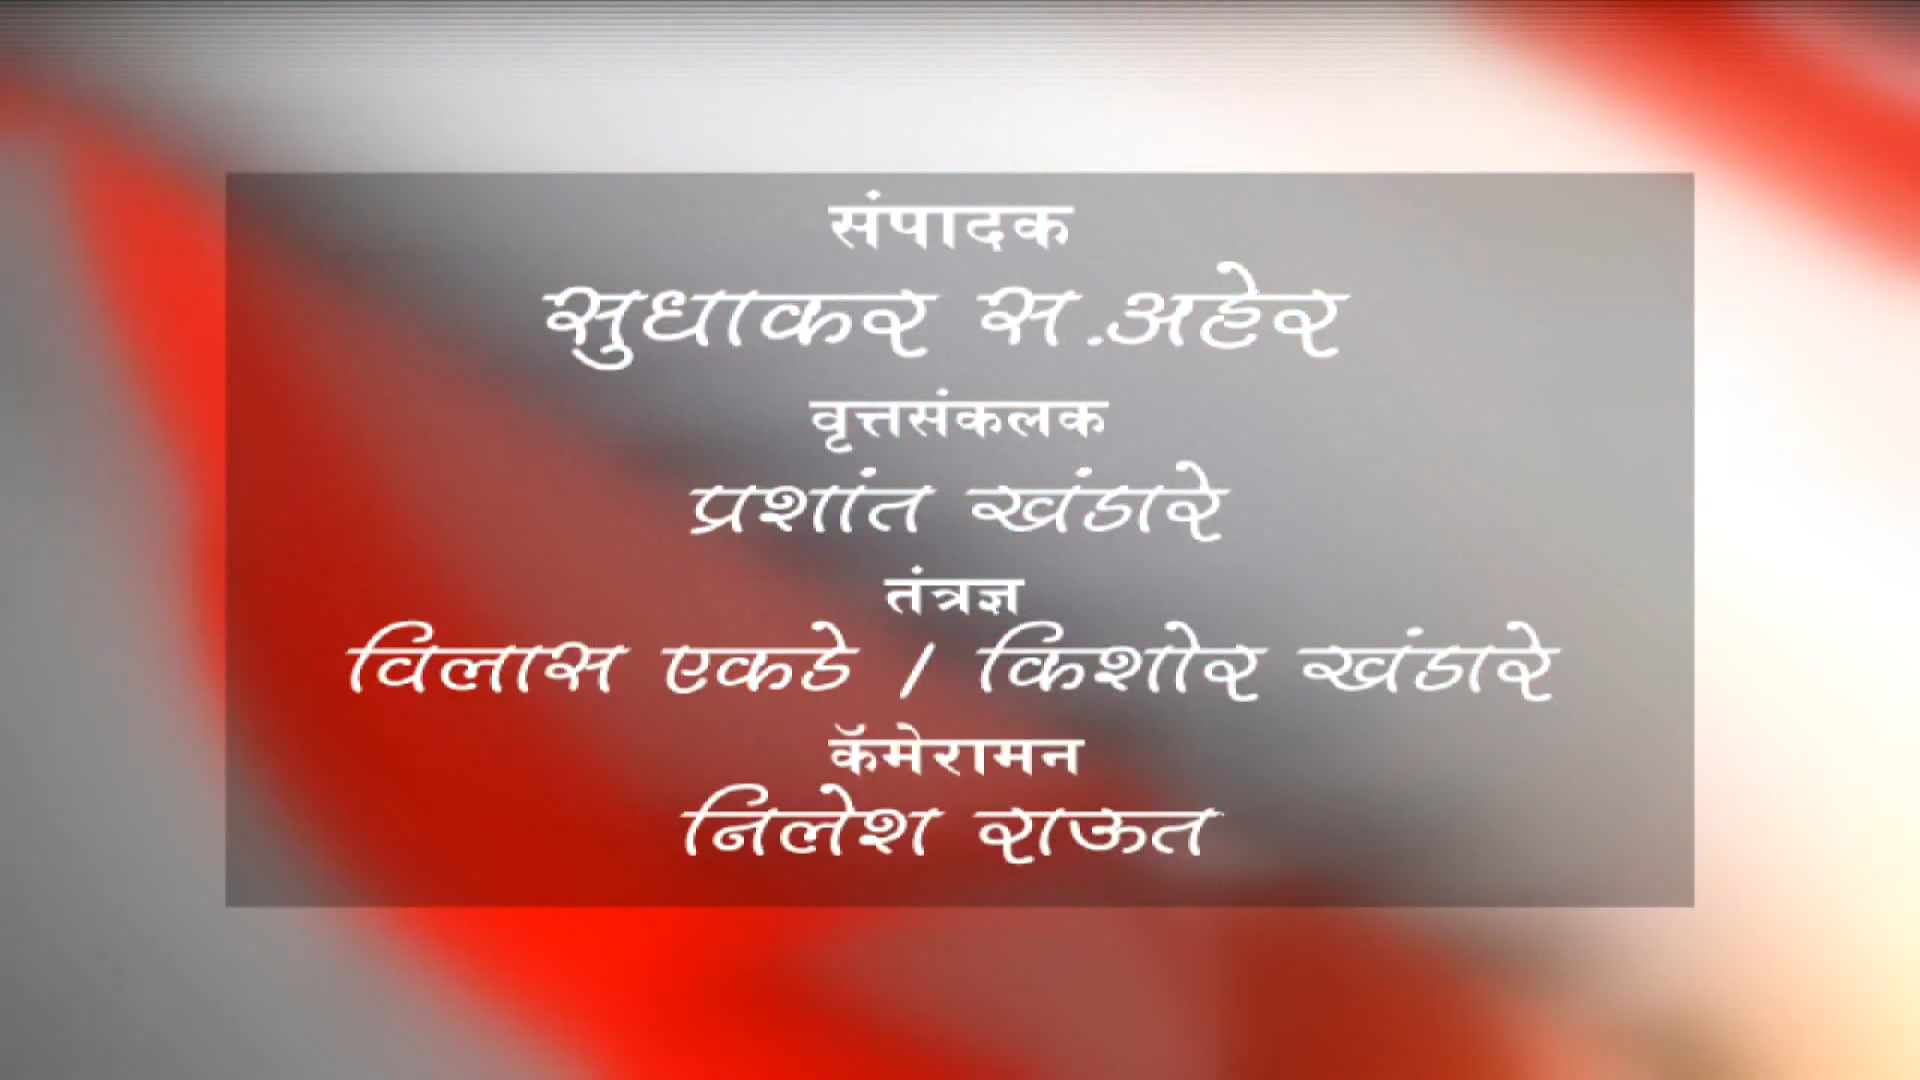 संपादक
सुधाकर स.अहेर
वृत्तसंकलक
प्रशांत खंडारे
तंत्रज्ञ
विलास एकडे / किशोर खंडारे
कॅमेरामन
निलेश राऊत